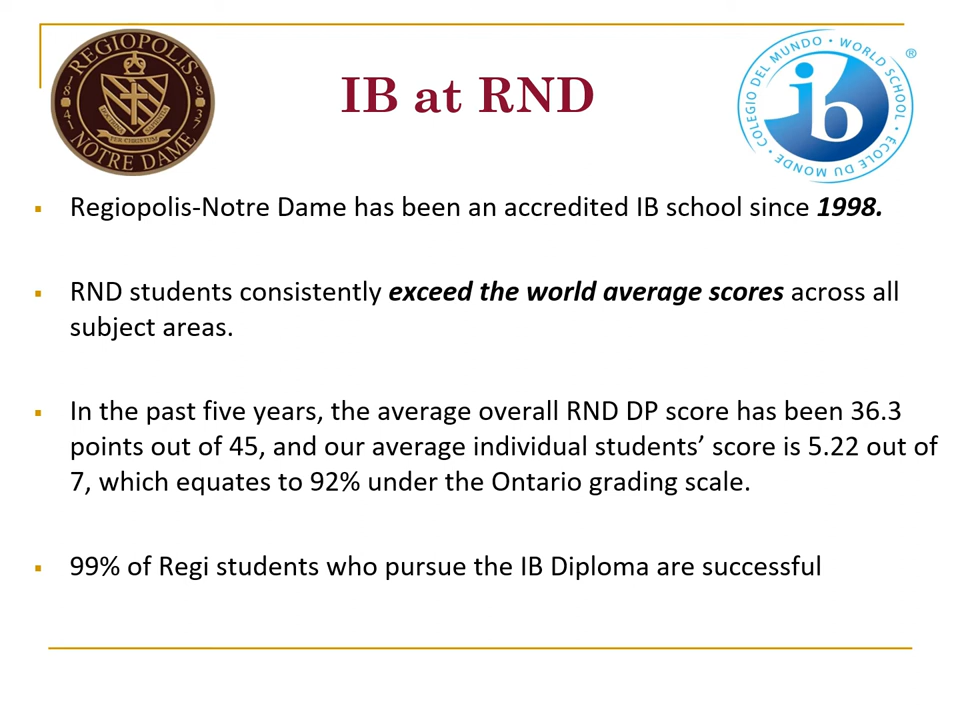 REGIOPOLIS
1841
1837
PER CHRISTUM
NOTRE DAME
IB at RND
COLEGIO DEL MUNDO • WORLD SCHOOL • ÉCOLE DU MONDE •
®
ib
Regiopolis-Notre Dame has been an accredited IB school since 1998.
RND students consistently exceed the world average scores across all
subject areas.
In the past five years, the average overall RND DP score has been 36.3
points out of 45, and our average individual students’ score is 5.22 out of
7, which equates to 92% under the Ontario grading scale.
99% of Regi students who pursue the IB Diploma are successful